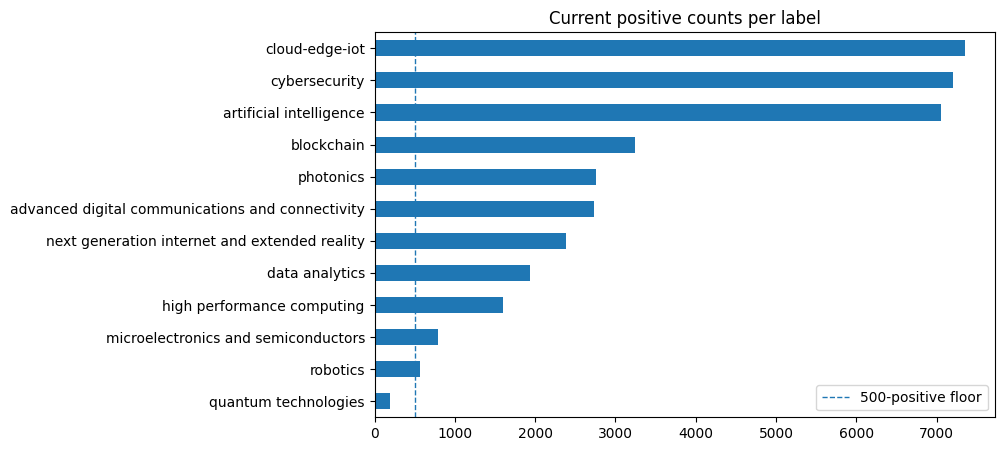 Current positive counts per label
cloud-edge-iot
cybersecurity
artificial intelligence
blockchain
photonics
advanced digital communications and connectivity
next generation internet and extended reality
data analytics
high performance computing
microelectronics and semiconductors
robotics
quantum technologies
500-positive floor
0 1000 2000 3000 4000 5000 6000 7000